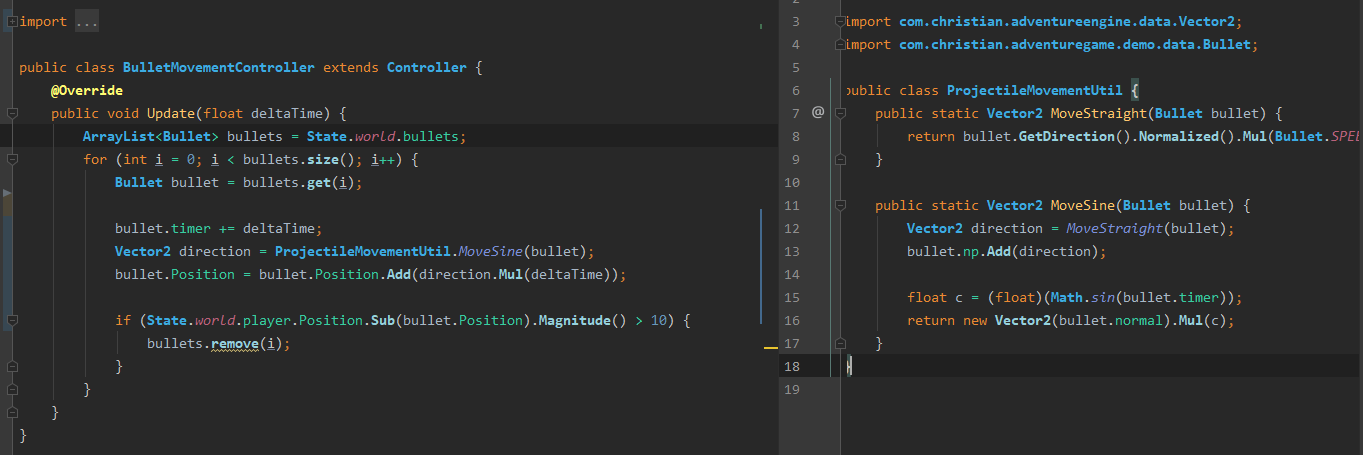 import ...
public class BulletMovementController extends Controller {
@Override
public void Update(float deltaTime) {
ArrayList<Bullet> bullets = State.world.bullets;
for (int i = 0; i < bullets.size(); i++) {
Bullet bullet = bullets.get(i);
bullet.timer += deltaTime;
Vector2 direction = ProjectileMovementUtil.MoveSine(bullet);
bullet.Position = bullet.Position.Add(direction.Mul(deltaTime));
if (State.world.player.Position.Sub(bullet.Position).Magnitude() > 10) {
bullets.remove(i);
}
}
}
}
3 import com.christian.adventureengine.data.Vector2;
4 import com.christian.adventuregame.demo.data.Bullet;
5
6 public class ProjectileMovementUtil {
7 @ public static Vector2 MoveStraight(Bullet bullet) {
8 return bullet.GetDirection().Normalized().Mul(Bullet.SPEE
9 }
10
11 public static Vector2 MoveSine(Bullet bullet) {
12 Vector2 direction = MoveStraight(bullet);
13 bullet.np.Add(direction);
14
15 float c = (float)(Math.sin(bullet.timer));
16 return new Vector2(bullet.normal).Mul(c);
17 }
18 }
19